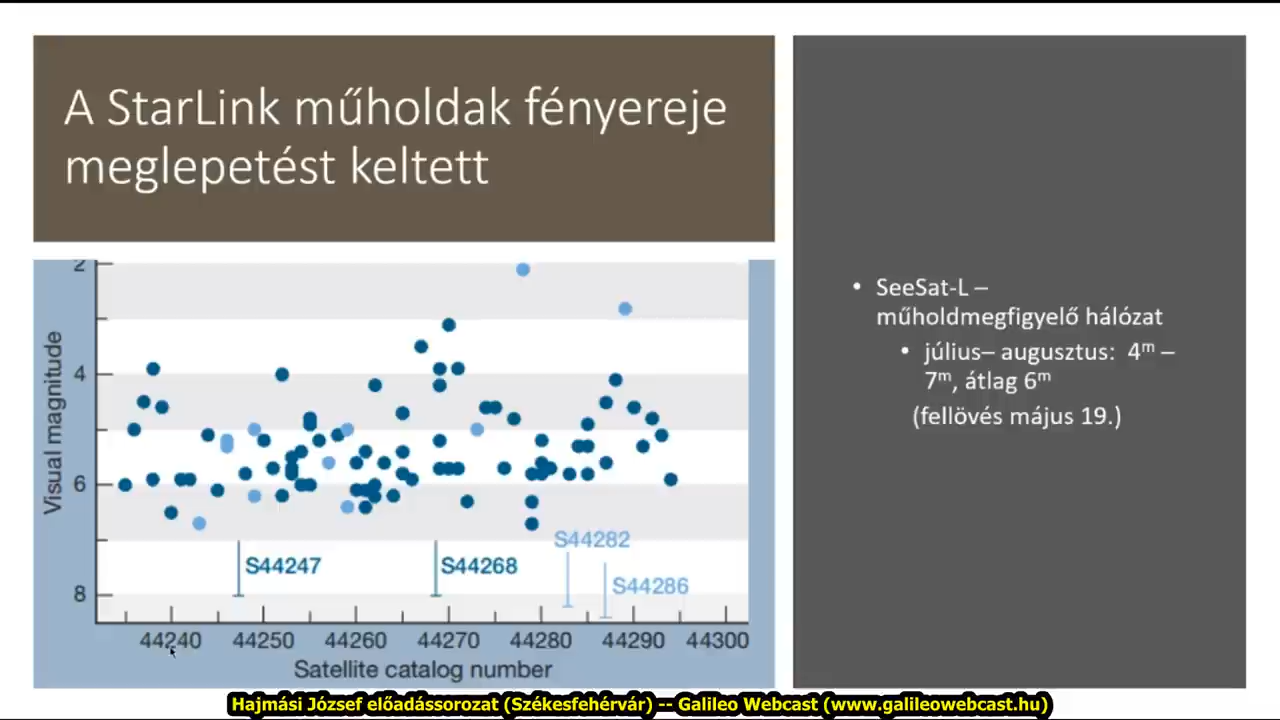 A StarLink műholdak fényereje
meglepetést keltett
Visual magnitude
2
4
6
8
S44247
S44268
S44282
S44286
44240 44250 44260 44270 44280 44290 44300
Satellite catalog number
• SeeSat-L –
műholdmegfigyelő hálózat
• július– augusztus: 4ᵐ –
7ᵐ, átlag 6ᵐ
(fellövés május 19.)
Hajmási József előadássorozat (Székesfehérvár) -- Galileo Webcast (www.galileowebcast.hu)